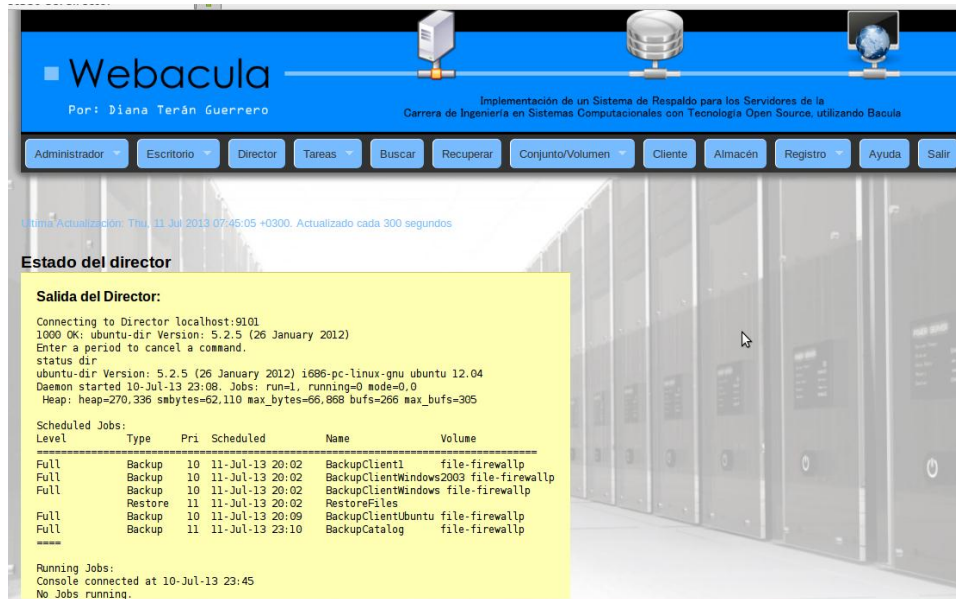 Webacula
Por: Diana Terán Guerrero
Implementación de un Sistema de Respaldo para los Servidores de la
Carrera de Ingeniería en Sistemas Computacionales con Tecnología Open Source, utilizando Bacula
Administrador Escritorio Director Tareas Buscar Recuperar Conjunto/Volumen Cliente Almacén Registro Ayuda Salir
Ultima Actualización: Thu, 11 Jul 2013 07:45:05 +0300. Actualizado cada 300 segundos
Estado del director
Salida del Director:
Connecting to Director localhost:9101
1000 OK: ubuntu-dir Version: 5.2.5 (26 January 2012)
Enter a period to cancel a command.
status dir
ubuntu-dir Version: 5.2.5 (26 January 2012) i686-pc-linux-gnu ubuntu 12.04
Daemon started 10-Jul-13 23:08. Jobs: run=1, running=0 mode=0,0
Heap: heap=270,336 smbytes=62,110 max_bytes=66,868 bufs=266 max_bufs=305
Scheduled Jobs:
Level Type Pri Scheduled Name Volume
===================================================================================
Full Backup 10 11-Jul-13 20:02 BackupClient1 file-firewallp
Full Backup 10 11-Jul-13 20:02 BackupClientWindows2003 file-firewallp
Full Backup 10 11-Jul-13 20:02 BackupClientWindows file-firewallp
Restore 11 11-Jul-13 20:02 RestoreFiles
Full Backup 10 11-Jul-13 20:09 BackupClientUbuntu file-firewallp
Full Backup 11 11-Jul-13 23:10 BackupCatalog file-firewallp
====
Running Jobs:
Console connected at 10-Jul-13 23:45
No Jobs running.